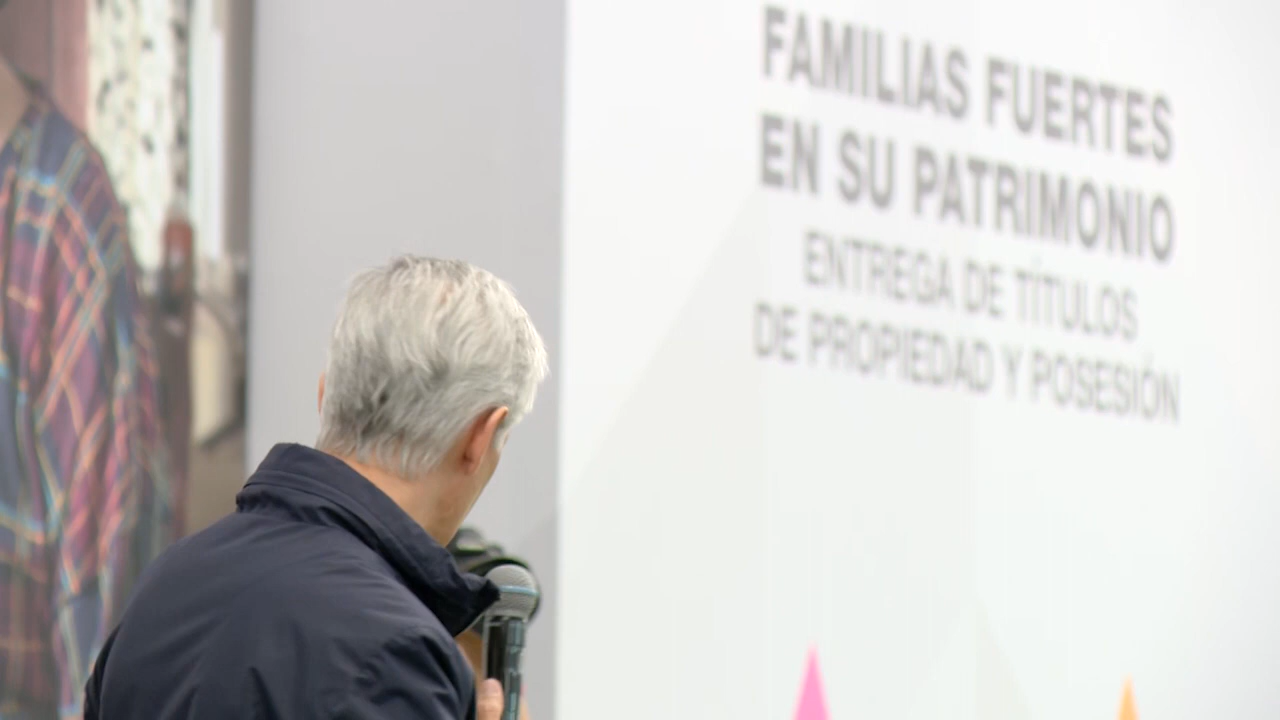 FAMILIAS FUERTES
EN SU PATRIMONIO
ENTREGA DE TÍTULOS
DE PROPIEDAD Y POSESIÓN